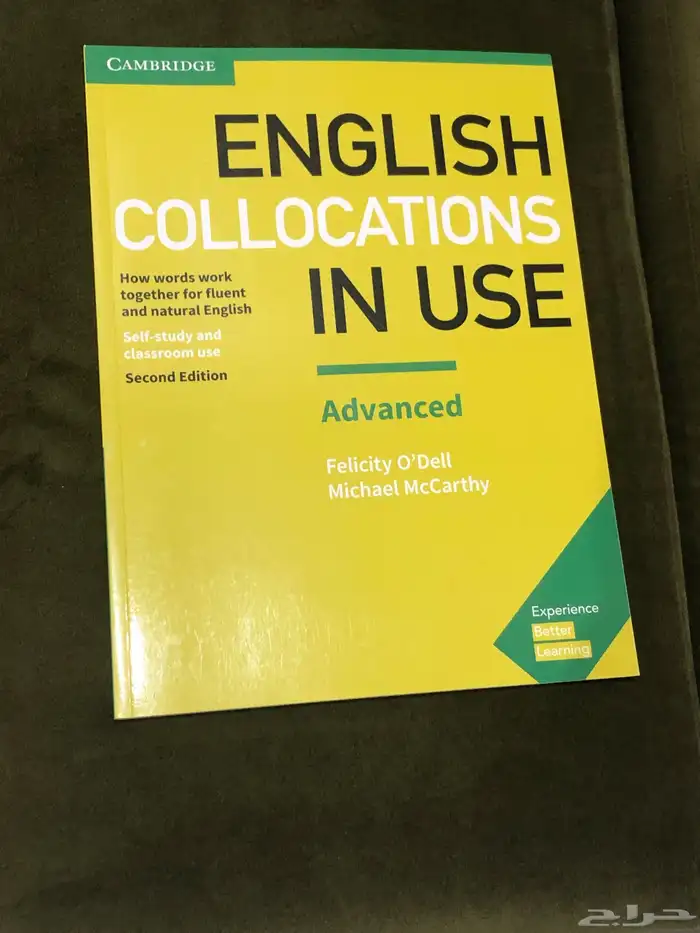 CAMBRIDGE
ENGLISH
COLLOCATIONS
IN USE
How words work
together for fluent
and natural English
Self-study and
classroom use
Second Edition
Advanced
Felicity O'Dell
Michael McCarthy
Experience
Better
Learning
حراج